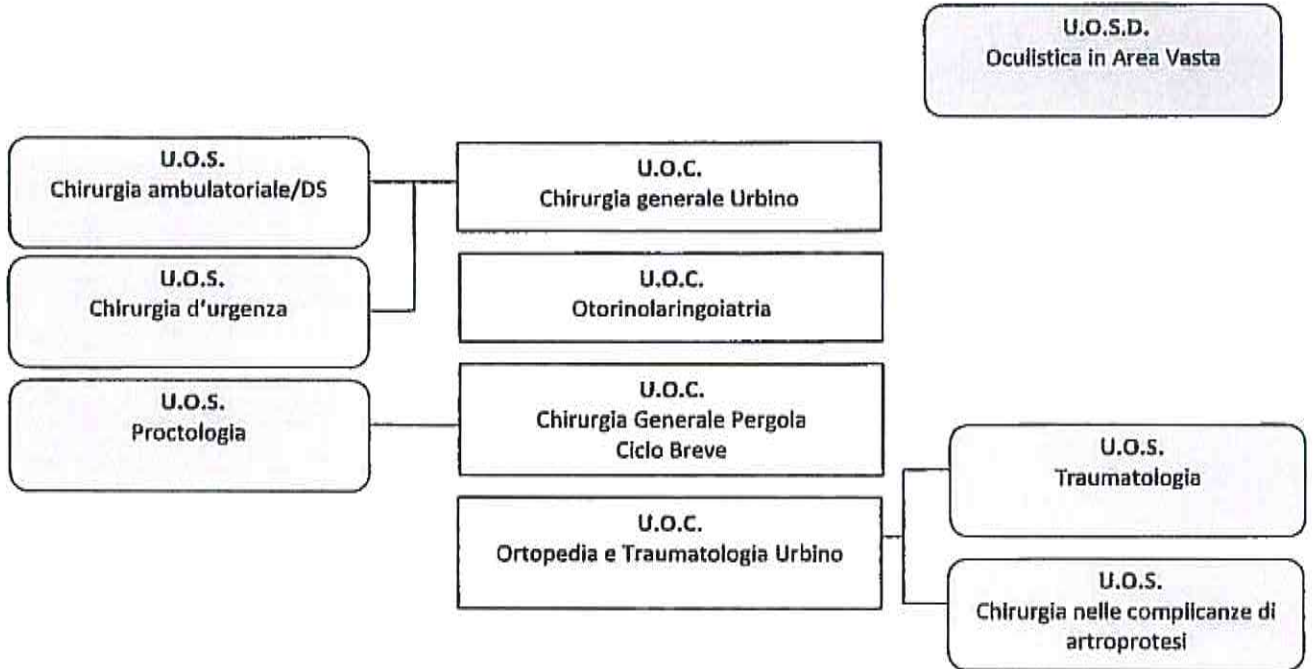 U.O.S.D.
Oculistica in Area Vasta
U.O.S.
Chirurgia ambulatoriale/DS
U.O.C.
Chirurgia generale Urbino
U.O.S.
Chirurgia d'urgenza
U.O.C.
Otorinolaringoiatria
U.O.S.
Proctologia
U.O.C.
Chirurgia Generale Pergola
Ciclo Breve
U.O.C.
Ortopedia e Traumatologia Urbino
U.O.S.
Traumatologia
U.O.S.
Chirurgia nelle complicanze di
artroprotesi